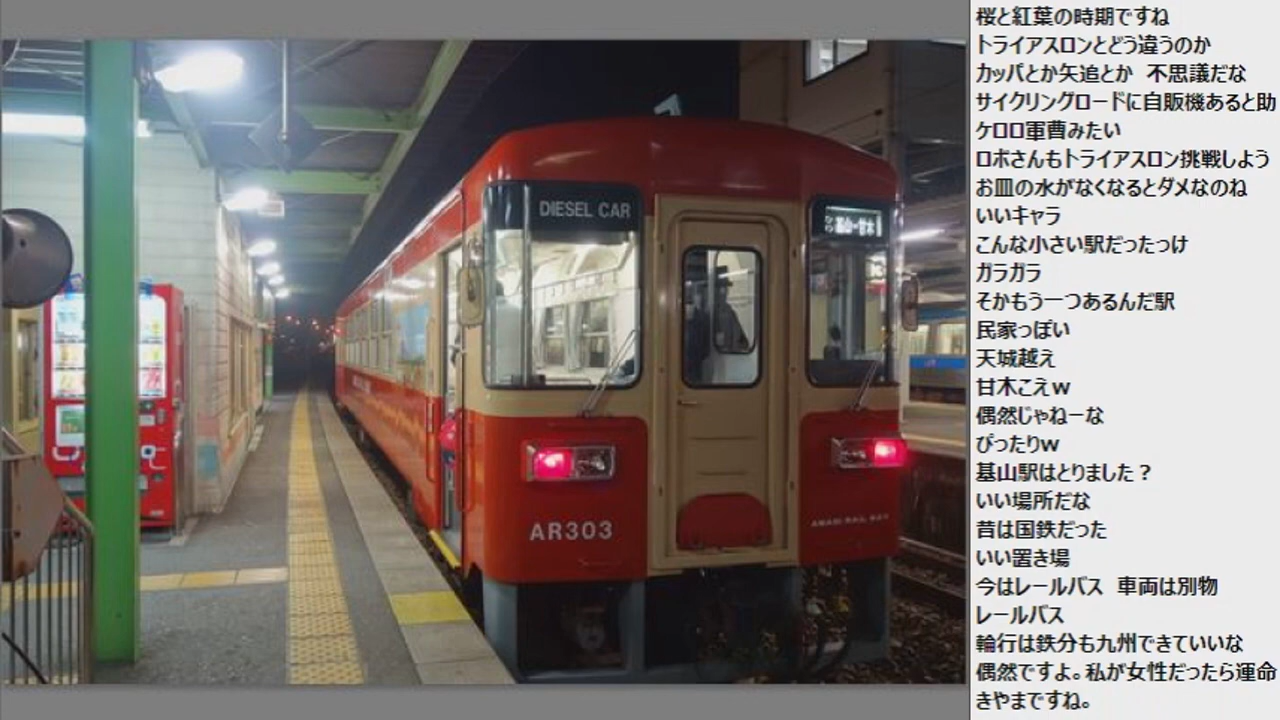 DIESEL CAR
基山⇔甘木
AR303
AMAGI RAIL WAY
桜と紅葉の時期ですね
トライアスロンとどう違うのか
カッパとか矢追とか　不思議だな
サイクリングロードに自販機あると助
ケロロ軍曹みたい
ロボさんもトライアスロン挑戦しよう
お皿の水がなくなるとダメなのね
いいキャラ
こんな小さい駅だったっけ
ガラガラ
そかもう一つあるんだ駅
民家っぽい
天城越え
甘木こえｗ
偶然じゃねーな
ぴったりｗ
基山駅はとりました？
いい場所だな
昔は国鉄だった
いい置き場
今はレールバス　車両は別物
レールバス
輪行は鉄分も九州できていいな
偶然ですよ。私が女性だったら運命
きやまですね。